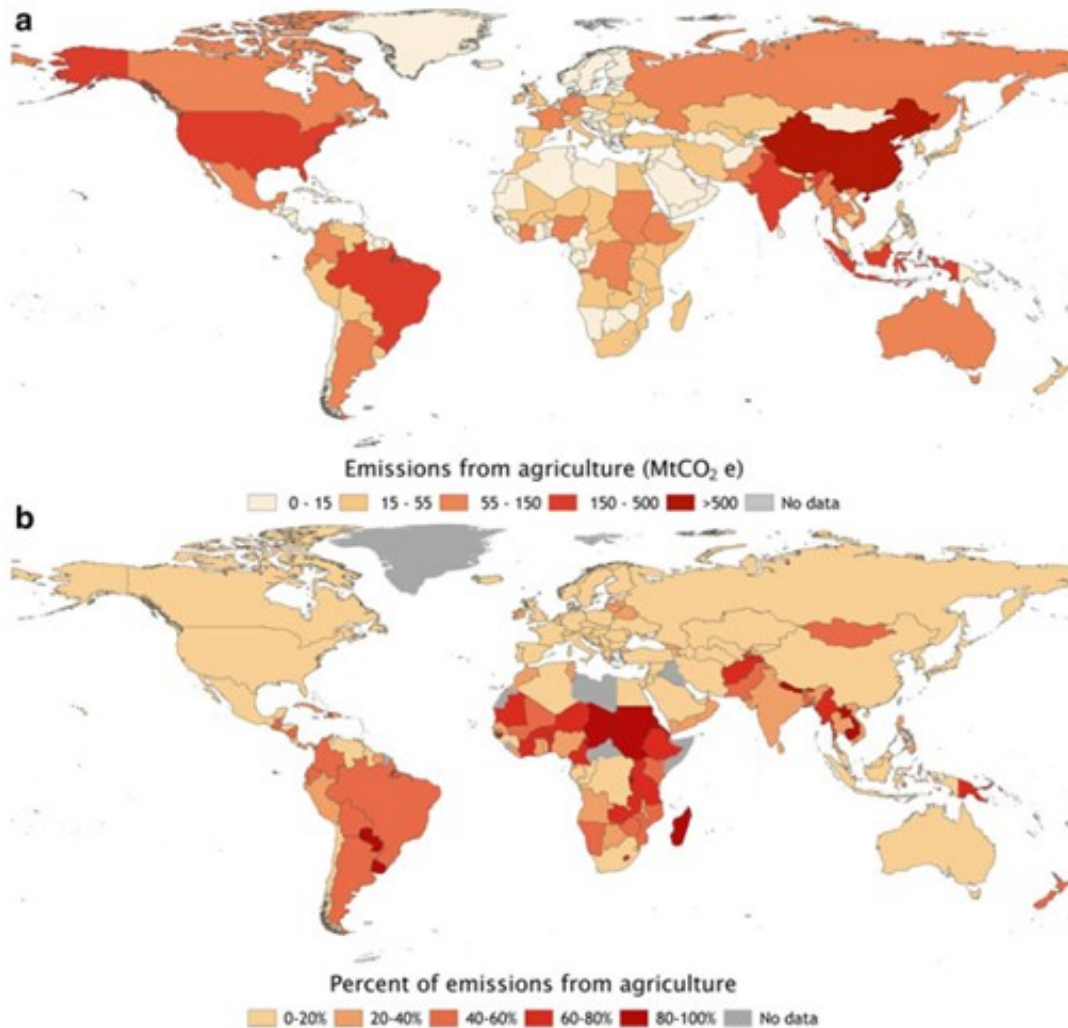 a
Emissions from agriculture (MtCO₂ e)
0 - 15 15 - 55 55 - 150 150 - 500 >500 No data
b
Percent of emissions from agriculture
0-20% 20-40% 40-60% 60-80% 80-100% No data